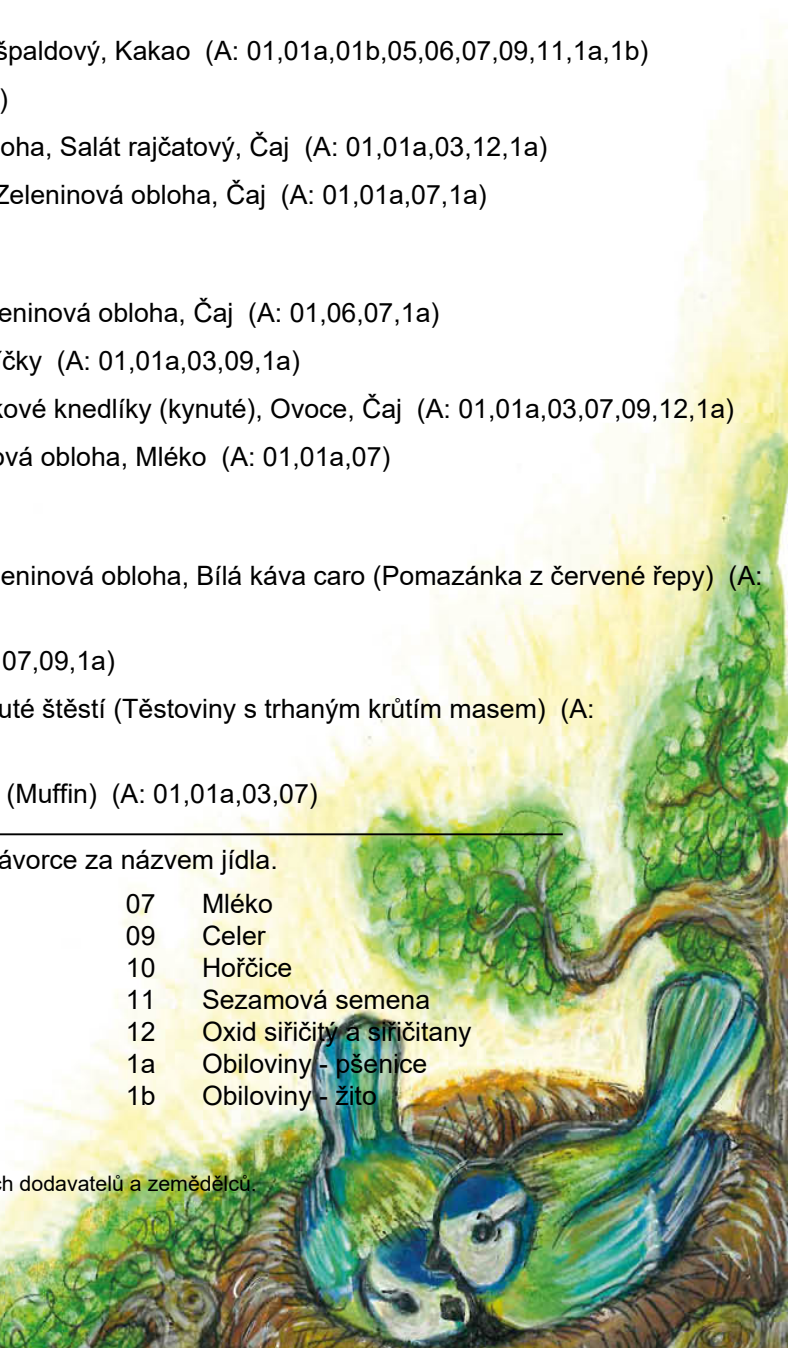 špaldový, Kakao (A: 01,01a,01b,05,06,07,09,11,1a,1b)
)
oha, Salát rajčatový, Čaj (A: 01,01a,03,12,1a)
Zeleninová obloha, Čaj (A: 01,01a,07,1a)
eninová obloha, Čaj (A: 01,06,07,1a)
íčky (A: 01,01a,03,09,1a)
kové knedlíky (kynuté), Ovoce, Čaj (A: 01,01a,03,07,09,12,1a)
ová obloha, Mléko (A: 01,01a,07)
eninová obloha, Bílá káva caro (Pomazánka z červené řepy) (A:
07,09,1a)
uté štěstí (Těstoviny s trhaným krůtím masem) (A:
(Muffin) (A: 01,01a,03,07)
ávorce za názvem jídla.
07 Mléko
09 Celer
10 Hořčice
11 Sezamová semena
12 Oxid siřičitý a siřičitany
1a Obiloviny - pšenice
1b Obiloviny - žito
ch dodavatelů a zemědělců.